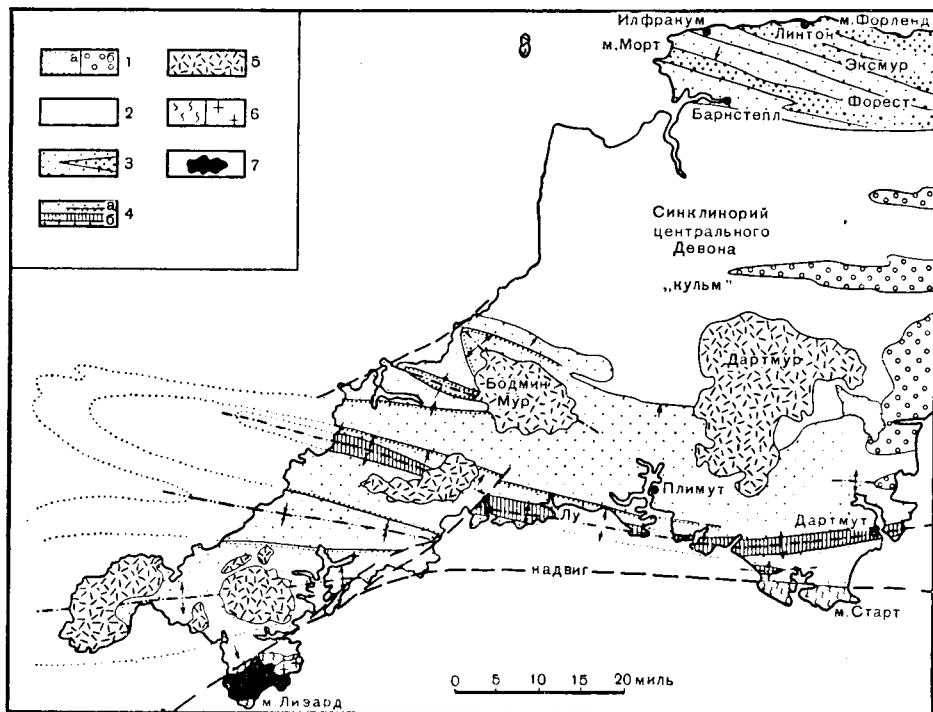 а б 1
2
3
а б 4
5
6
7
Илфракум
м. Форленд
Линтон
м. Морт
Эксмур
Форест
Барнстепл
Синклинорий
центрального
Девона
„кульм"
Дартмур
Бодмин
Мур
Плимут
Лу
Дартмут
надвиг
м. Старт
м. Лизард
0 5 10 15 20 миль